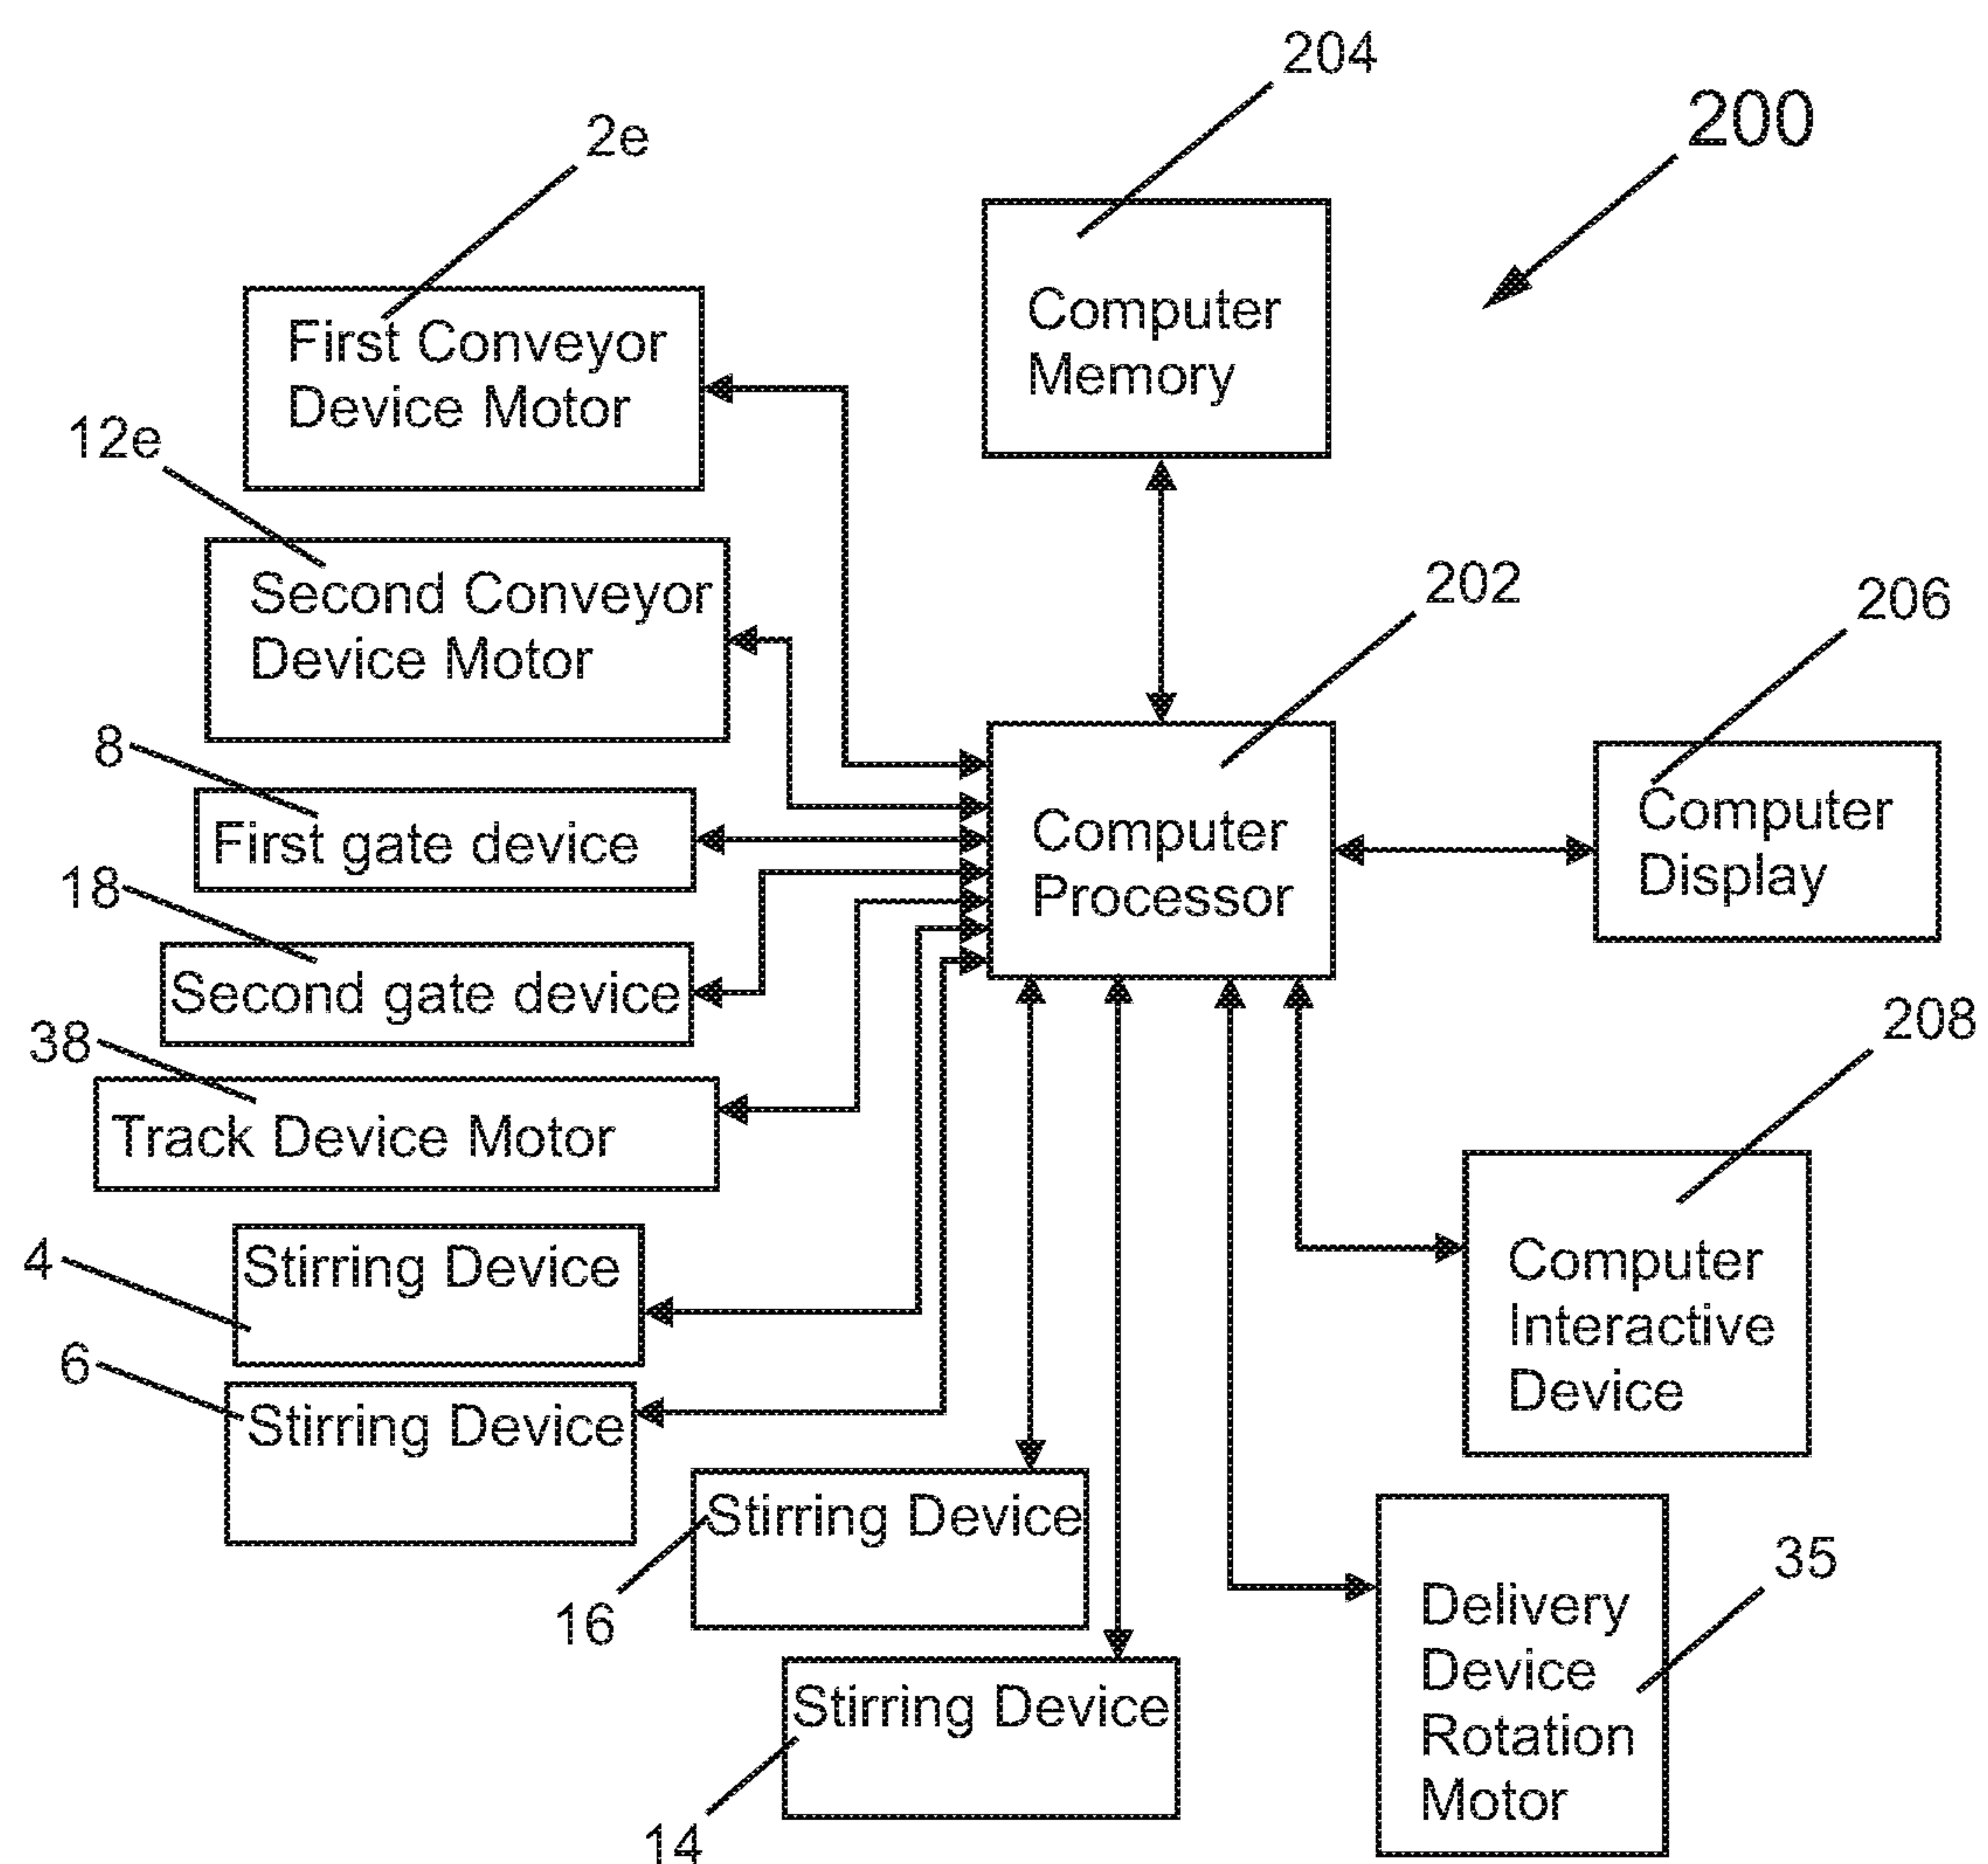 204
200
2e
Computer
Memory
First Conveyor
Device Motor
12e
202
206
Second Conveyor
Device Motor
8
First gate device
Computer
Processor
Computer
Display
18
Second gate device
208
38
Track Device Motor
4
Stirring Device
Computer
Interactive
Device
6
Stirring Device
Stirring Device
16
35
Delivery
Device
Rotation
Motor
Stirring Device
14